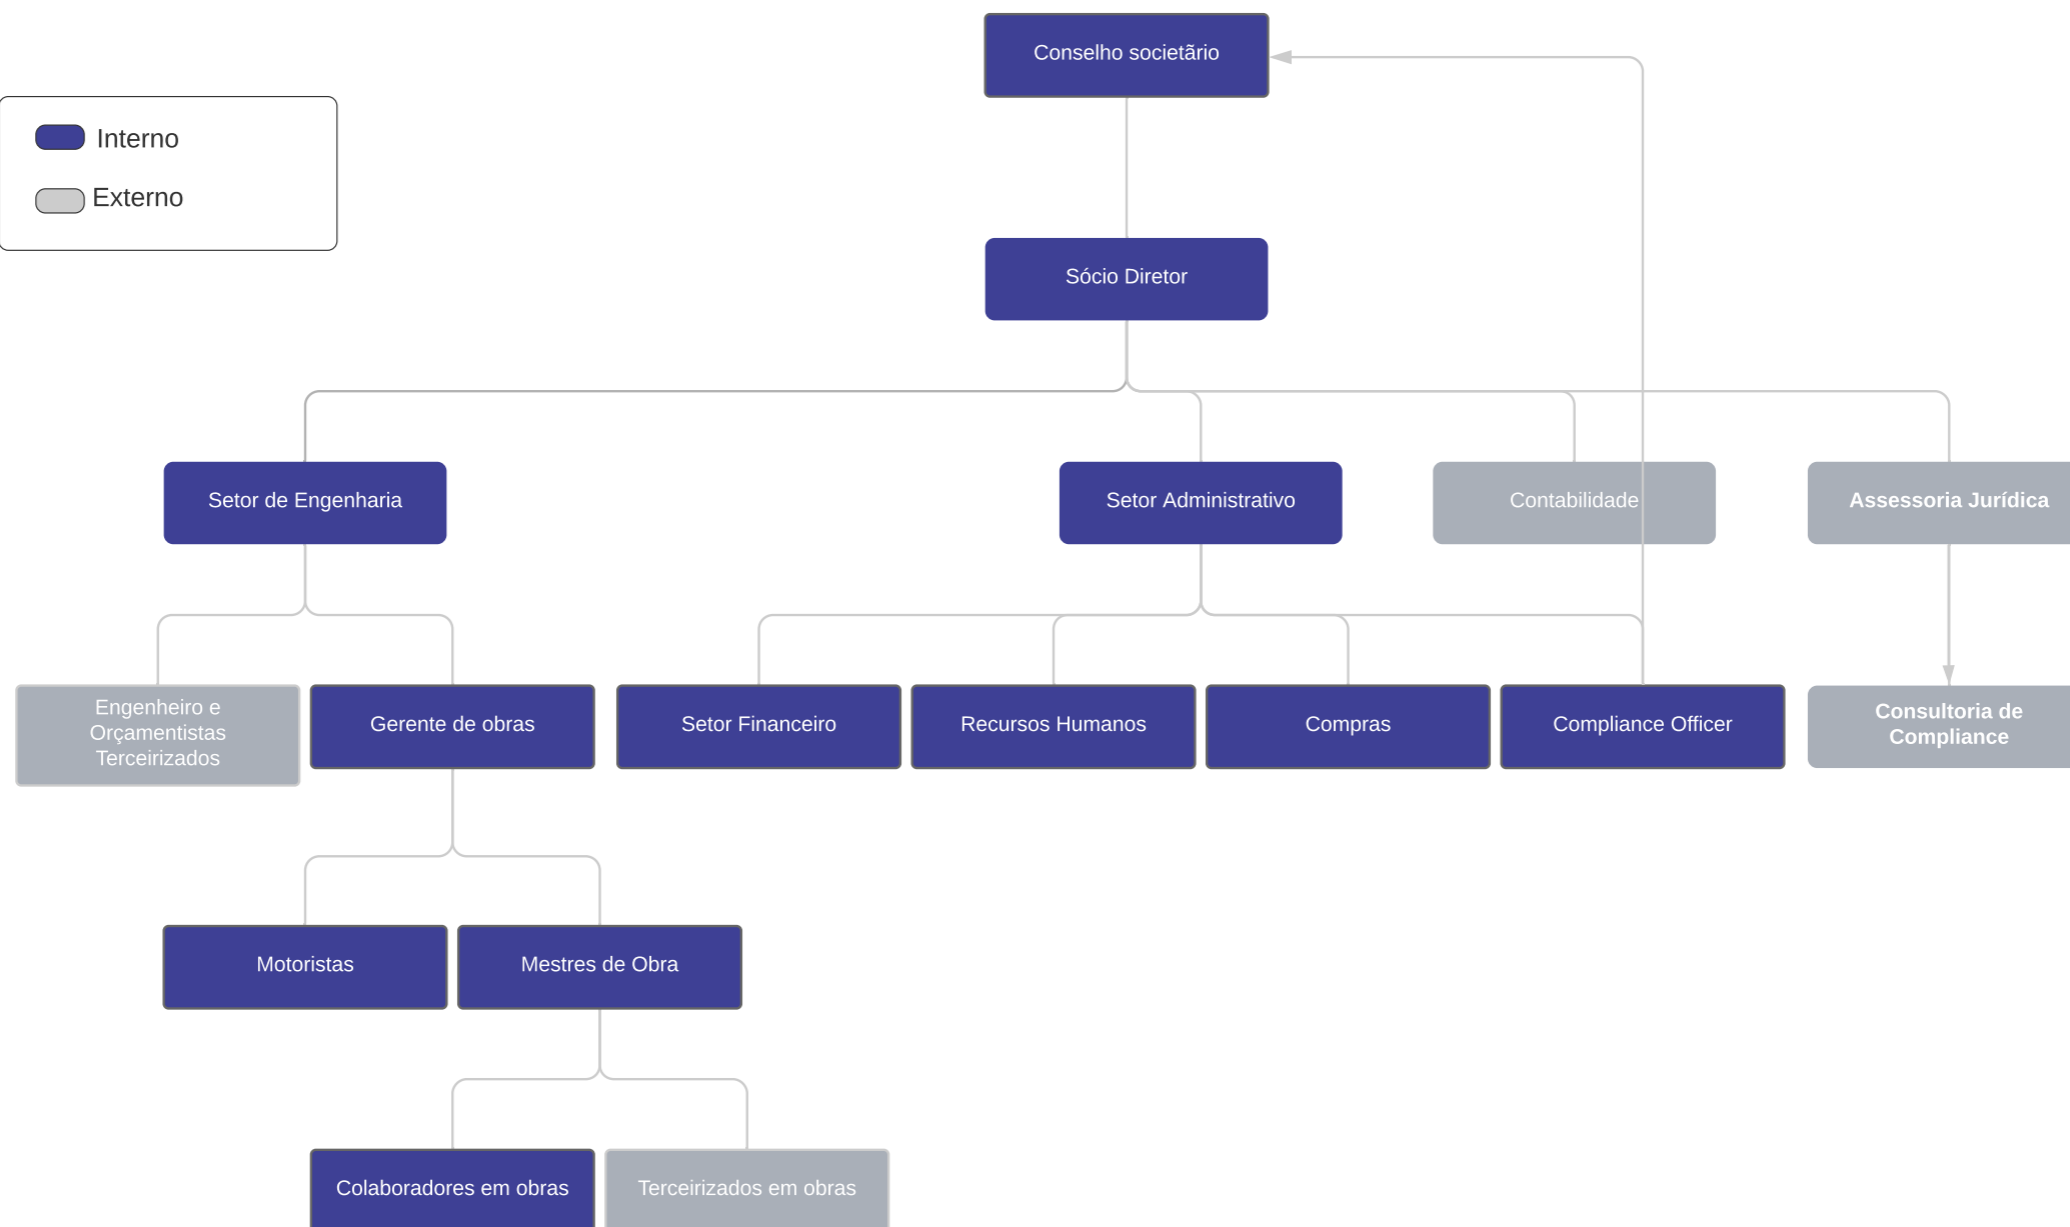 Conselho societãrio
Interno
Externo
Sócio Diretor
Setor de Engenharia
Setor Administrativo
Contabilidade
Assessoria Jurídica
Engenheiro e
Orçamentistas
Terceirizados
Gerente de obras
Setor Financeiro
Recursos Humanos
Compras
Compliance Officer
Consultoria de
Compliance
Motoristas
Mestres de Obra
Colaboradores em obras
Terceirizados em obras